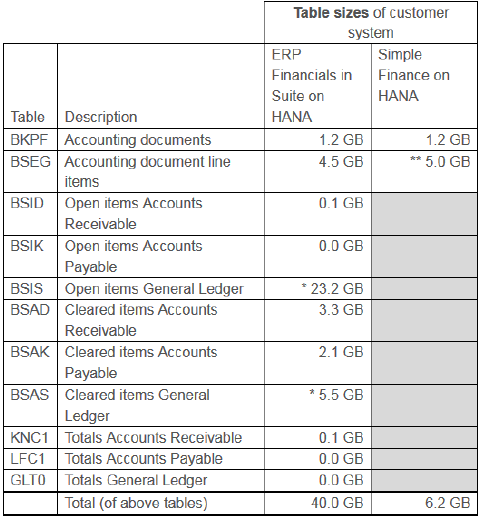 Table sizes of customer
system
Table Description ERP Financials in Suite on HANA Simple Finance on HANA
BKPF Accounting documents 1.2 GB 1.2 GB
BSEG Accounting document line items 4.5 GB ** 5.0 GB
BSID Open items Accounts Receivable 0.1 GB
BSIK Open items Accounts Payable 0.0 GB
BSIS Open items General Ledger * 23.2 GB
BSAD Cleared items Accounts Receivable 3.3 GB
BSAK Cleared items Accounts Payable 2.1 GB
BSAS Cleared items General Ledger * 5.5 GB
KNC1 Totals Accounts Receivable 0.1 GB
LFC1 Totals Accounts Payable 0.0 GB
GLT0 Totals General Ledger 0.0 GB
Total (of above tables) 40.0 GB 6.2 GB